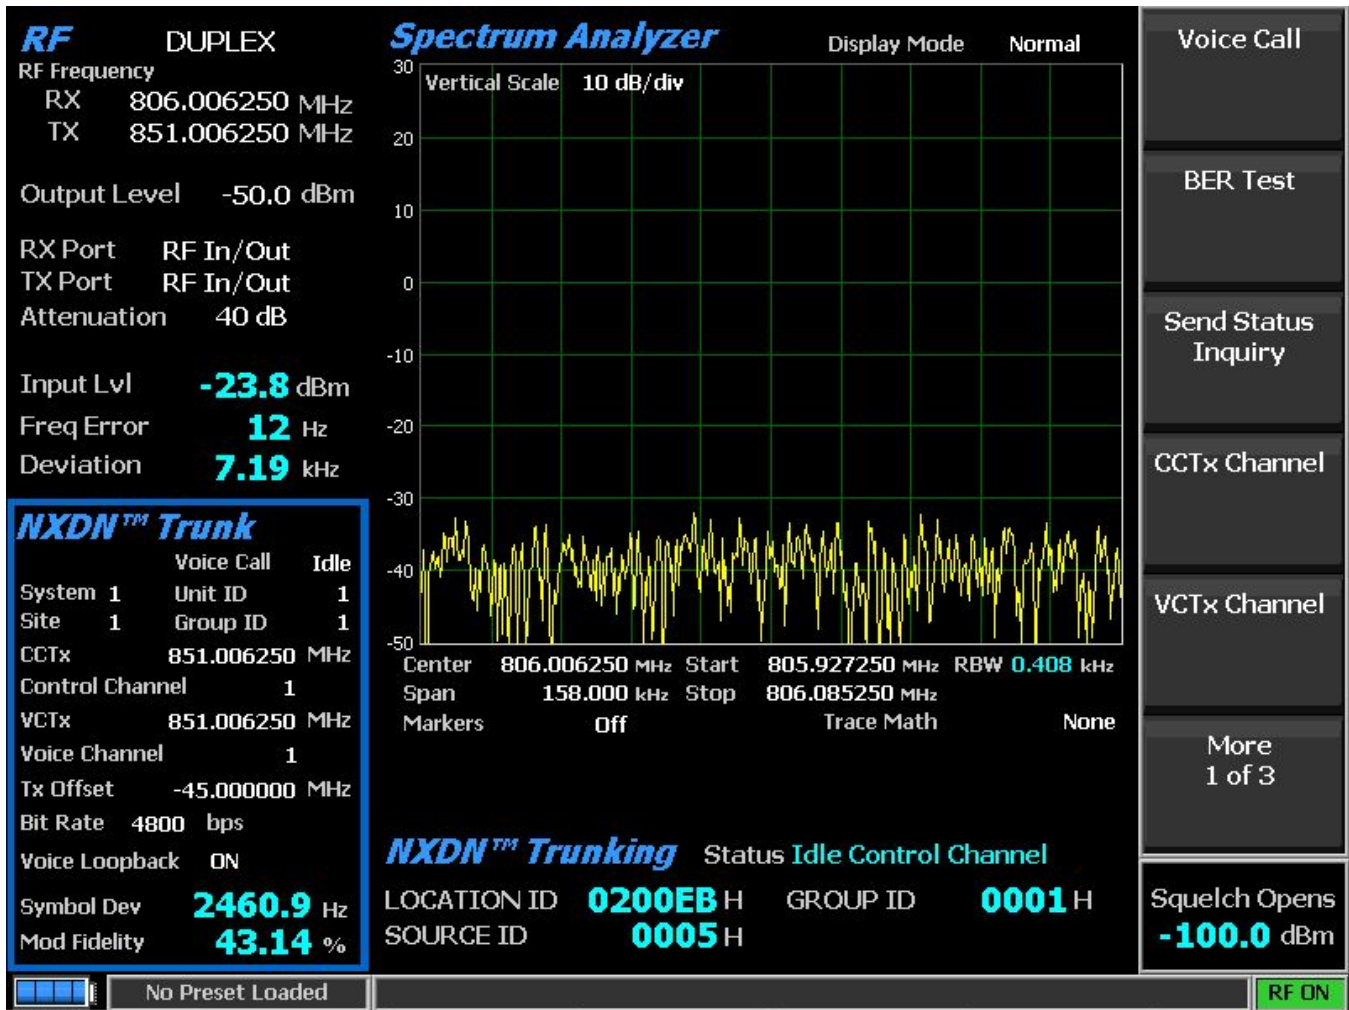 RF DUPLEX
RF Frequency
RX 806.006250 MHz
TX 851.006250 MHz
Output Level -50.0 dBm
RX Port RF In/Out
TX Port RF In/Out
Attenuation 40 dB
Input Lvl -23.8 dBm
Freq Error 12 Hz
Deviation 7.19 kHz
NXDN™ Trunk
Voice Call Idle
System 1 Unit ID 1
Site 1 Group ID 1
CCTx 851.006250 MHz
Control Channel 1
VCTx 851.006250 MHz
Voice Channel 1
Tx Offset -45.000000 MHz
Bit Rate 4800 bps
Voice Loopback ON
Symbol Dev 2460.9 Hz
Mod Fidelity 43.14 %
Spectrum Analyzer Display Mode Normal
Vertical Scale 10 dB/div
30
20
10
0
-10
-20
-30
-40
-50
Center 806.006250 MHz Start 805.927250 MHz RBW 0.408 kHz
Span 158.000 kHz Stop 806.085250 MHz
Markers Off Trace Math None
NXDN™ Trunking Status Idle Control Channel
LOCATION ID 0200EB H GROUP ID 0001 H
SOURCE ID 0005 H
Voice Call
BER Test
Send Status
Inquiry
CCTx Channel
VCTx Channel
More
1 of 3
Squelch Opens
-100.0 dBm
No Preset Loaded
RF ON